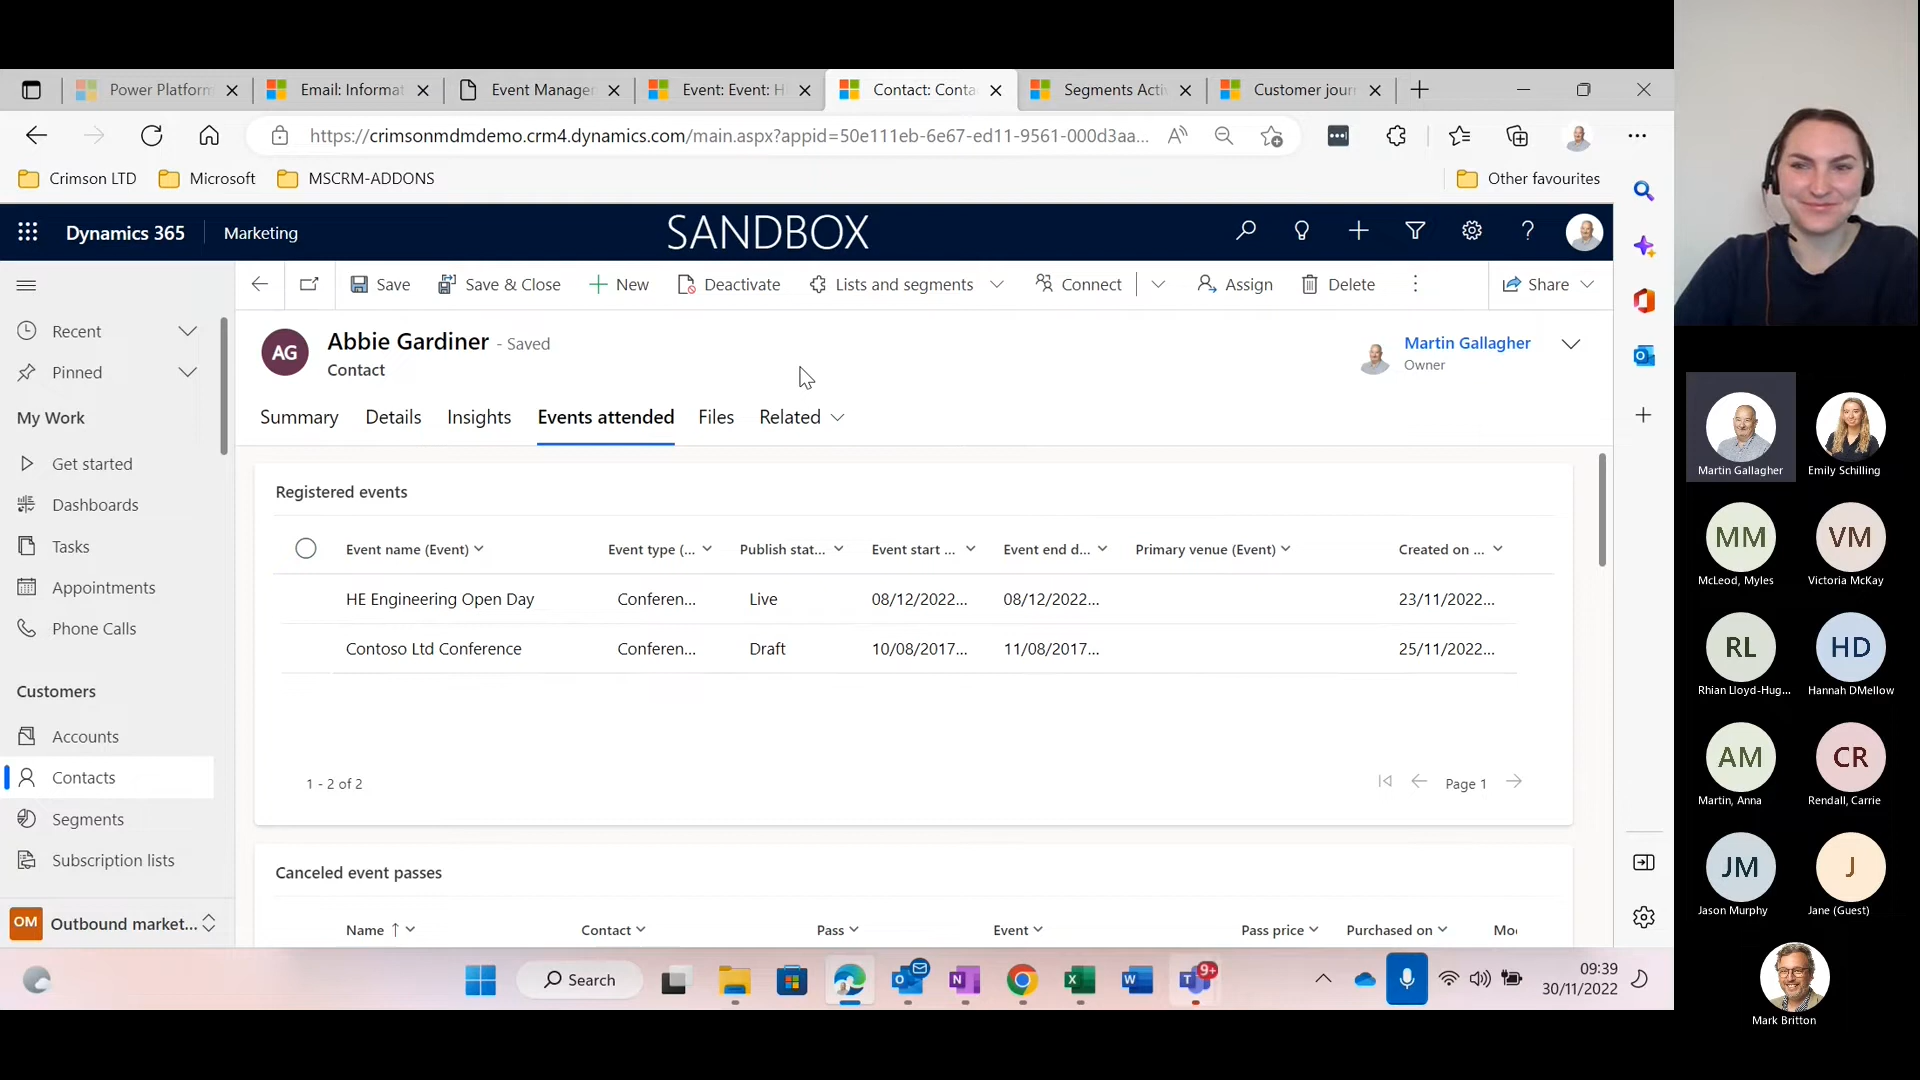 Power Platform
Email: Informat
Event Manager
Event: Event: H
Contact: Conta
Segments Acti
Customer jour
https://crimsonmdmdemo.crm4.dynamics.com/main.aspx?appid=50e111eb-6e67-ed11-9561-000d3aa...
Crimson LTD
Microsoft
MSCRM-ADDONS
Other favourites
Dynamics 365
Marketing
SANDBOX
Save
Save & Close
New
Deactivate
Lists and segments
Connect
Assign
Delete
Share
Recent
Pinned
My Work
Get started
Dashboards
Tasks
Appointments
Phone Calls
Customers
Accounts
Contacts
Segments
Subscription lists
OM
Outbound market...
AG
Abbie Gardiner - Saved
Contact
Martin Gallagher
Owner
Summary
Details
Insights
Events attended
Files
Related
Registered events
Event name (Event)
Event type (...
Publish stat...
Event start ...
Event end d...
Primary venue (Event)
Created on ...
HE Engineering Open Day
Conferen...
Live
08/12/2022...
08/12/2022...
23/11/2022...
Contoso Ltd Conference
Conferen...
Draft
10/08/2017...
11/08/2017...
25/11/2022...
1 - 2 of 2
Page 1
Canceled event passes
Name
Contact
Pass
Event
Pass price
Purchased on
Search
9+
09:39
30/11/2022
Martin Gallagher
Emily Schilling
MM
McLeod, Myles
VM
Victoria McKay
RL
Rhian Lloyd-Hug...
HD
Hannah DMellow
AM
Martin, Anna
CR
Rendall, Carrie
JM
Jason Murphy
J
Jane (Guest)
Mark Britton